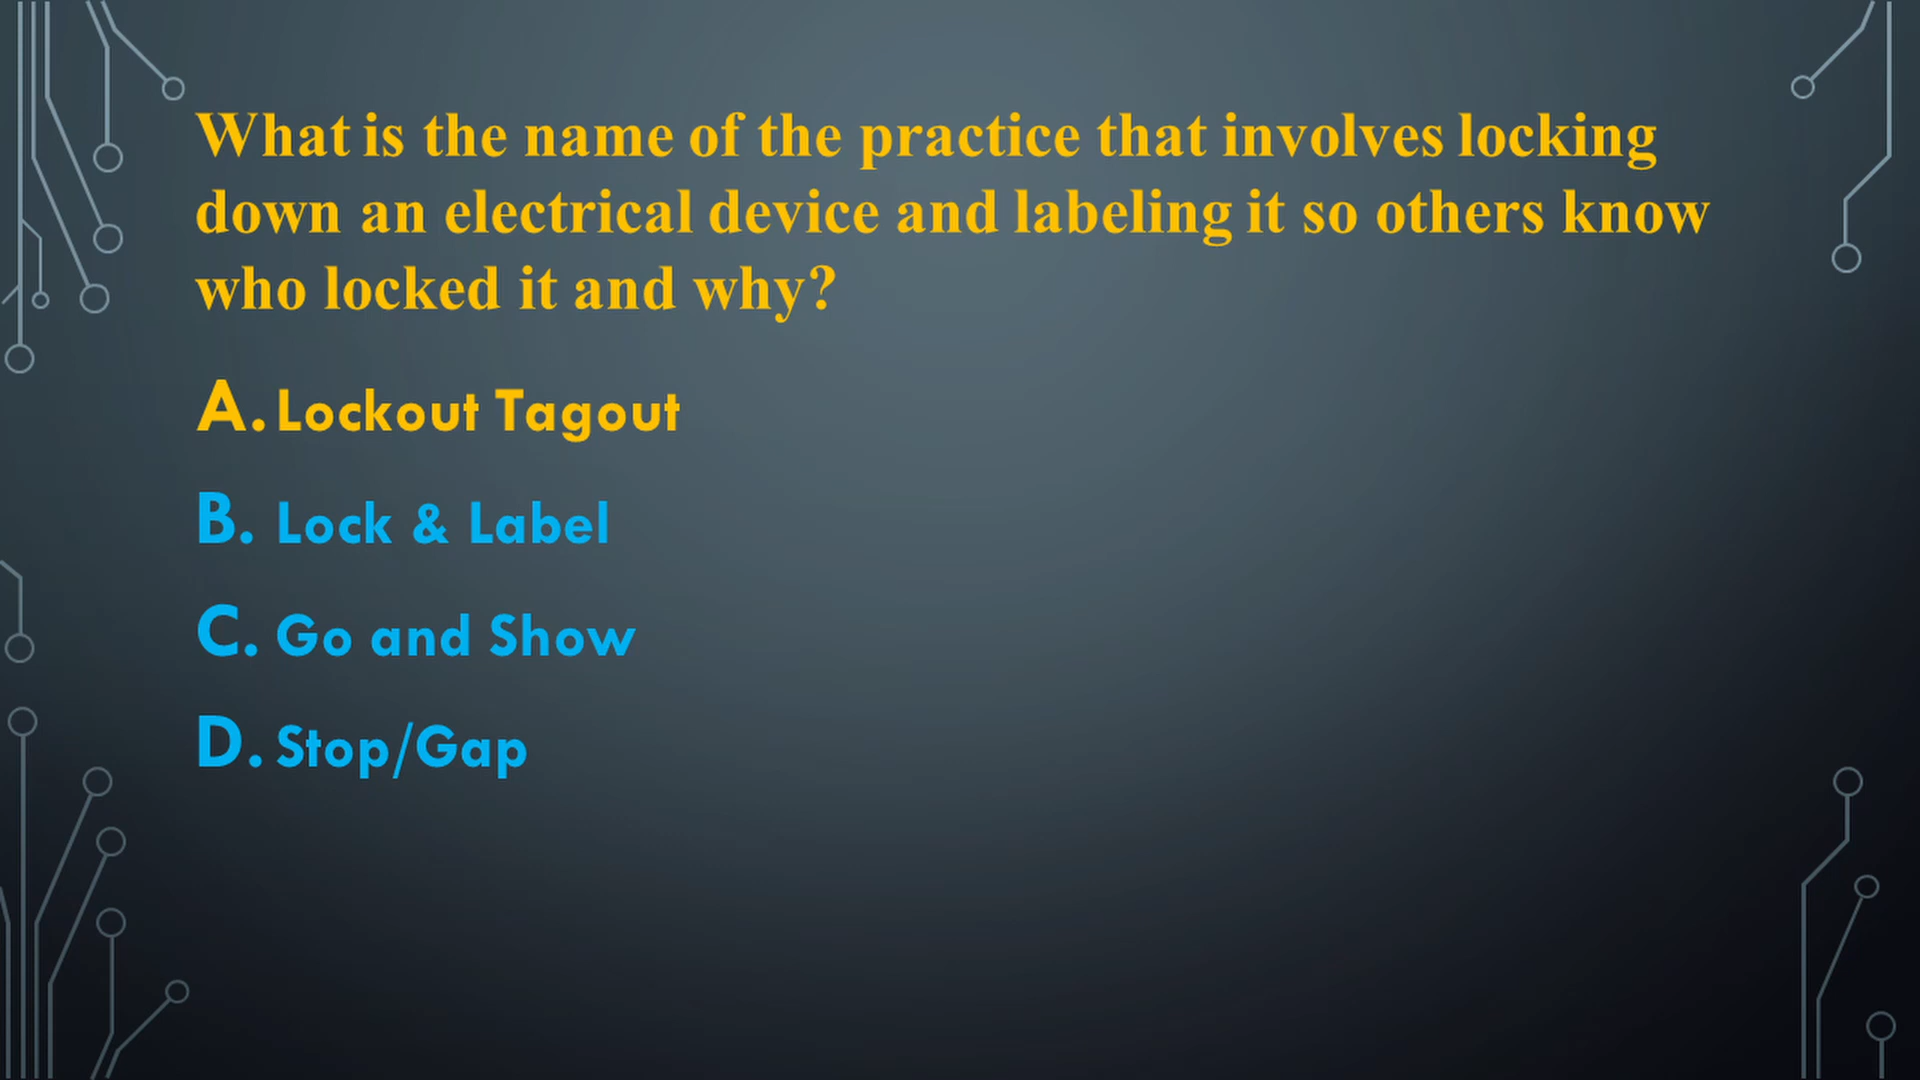 What is the name of the practice that involves locking
down an electrical device and labeling it so others know
who locked it and why?
A. Lockout Tagout
B. Lock & Label
C. Go and Show
D. Stop/Gap